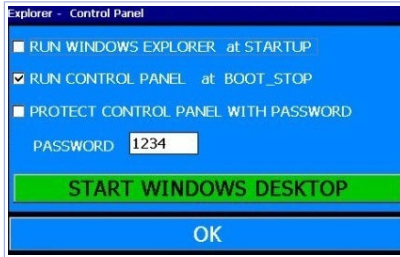 Explorer - Control Panel
RUN WINDOWS EXPLORER at STARTUP
RUN CONTROL PANEL at BOOT_STOP
PROTECT CONTROL PANEL WITH PASSWORD
PASSWORD 1234
START WINDOWS DESKTOP
OK